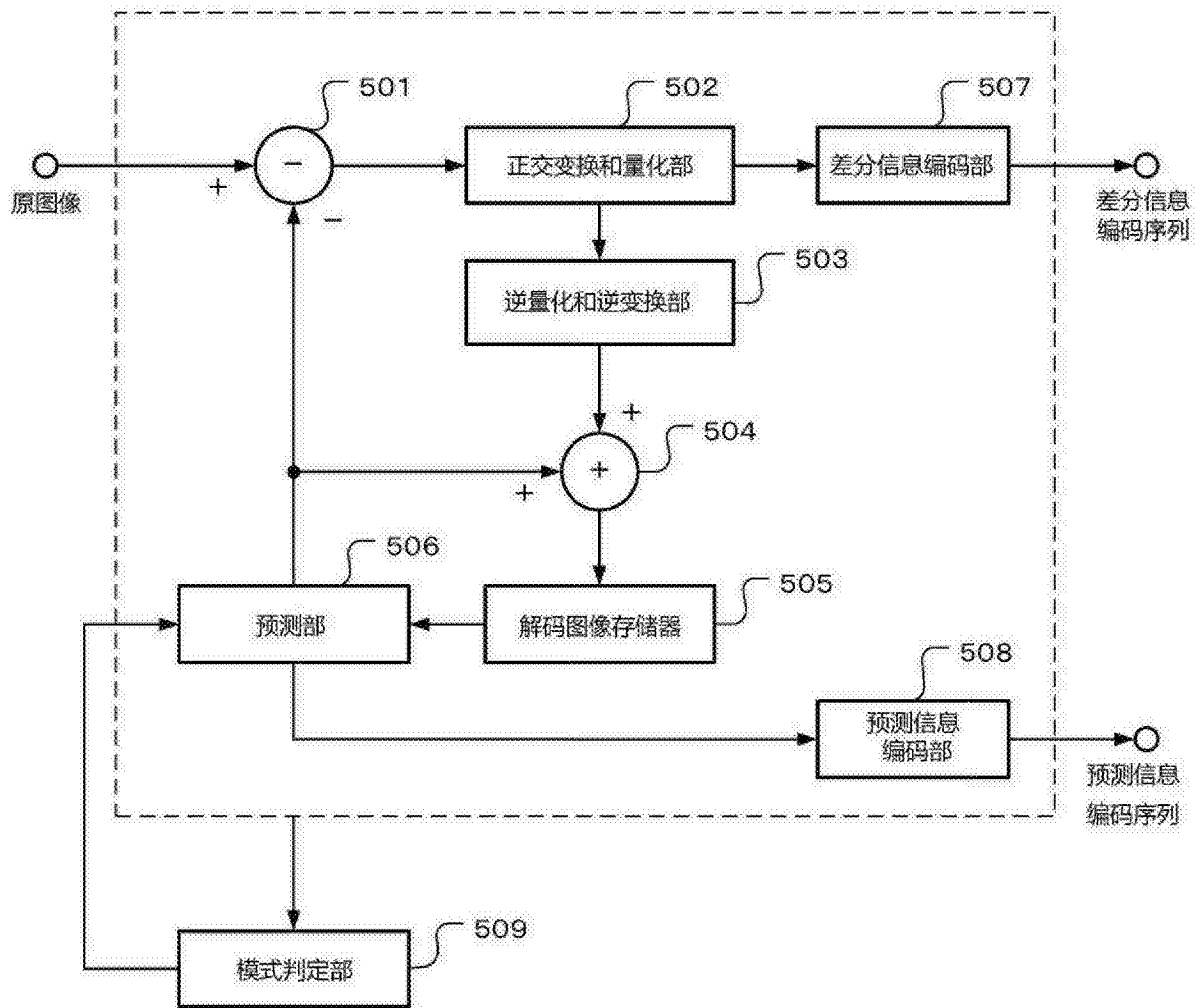 501
502
507
原图像
+
−
−
正交变换和量化部
差分信息编码部
差分信息
编码序列
503
逆量化和逆变换部
+
504
+
+
506
505
预测部
解码图像存储器
508
预测信息
编码部
预测信息
编码序列
509
模式判定部